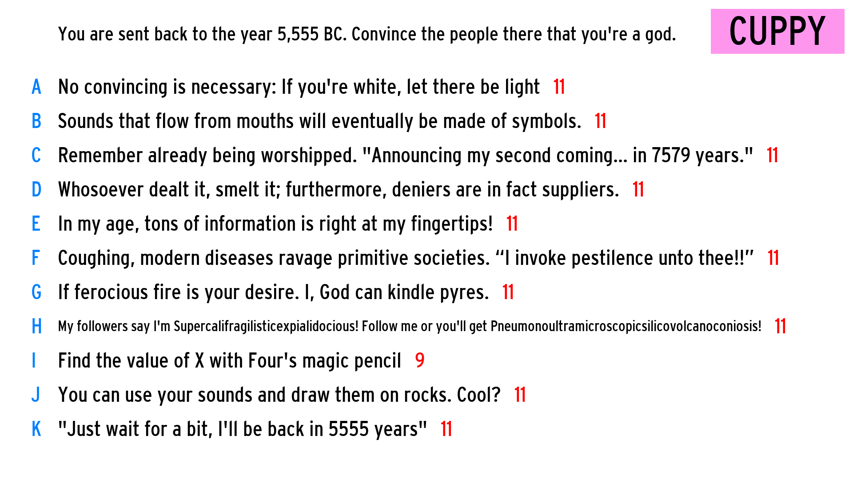 You are sent back to the year 5,555 BC. Convince the people there that you're a god.
CUPPY
A No convincing is necessary: If you're white, let there be light 11
B Sounds that flow from mouths will eventually be made of symbols. 11
C Remember already being worshipped. "Announcing my second coming... in 7579 years." 11
D Whosoever dealt it, smelt it; furthermore, deniers are in fact suppliers. 11
E In my age, tons of information is right at my fingertips! 11
F Coughing, modern diseases ravage primitive societies. “I invoke pestilence unto thee!!” 11
G If ferocious fire is your desire. I, God can kindle pyres. 11
H My followers say I'm Supercalifragilisticexpialidocious! Follow me or you'll get Pneumonoultramicroscopicsilicovolcanoconiosis! 11
I Find the value of X with Four's magic pencil 9
J You can use your sounds and draw them on rocks. Cool? 11
K "Just wait for a bit, I'll be back in 5555 years" 11